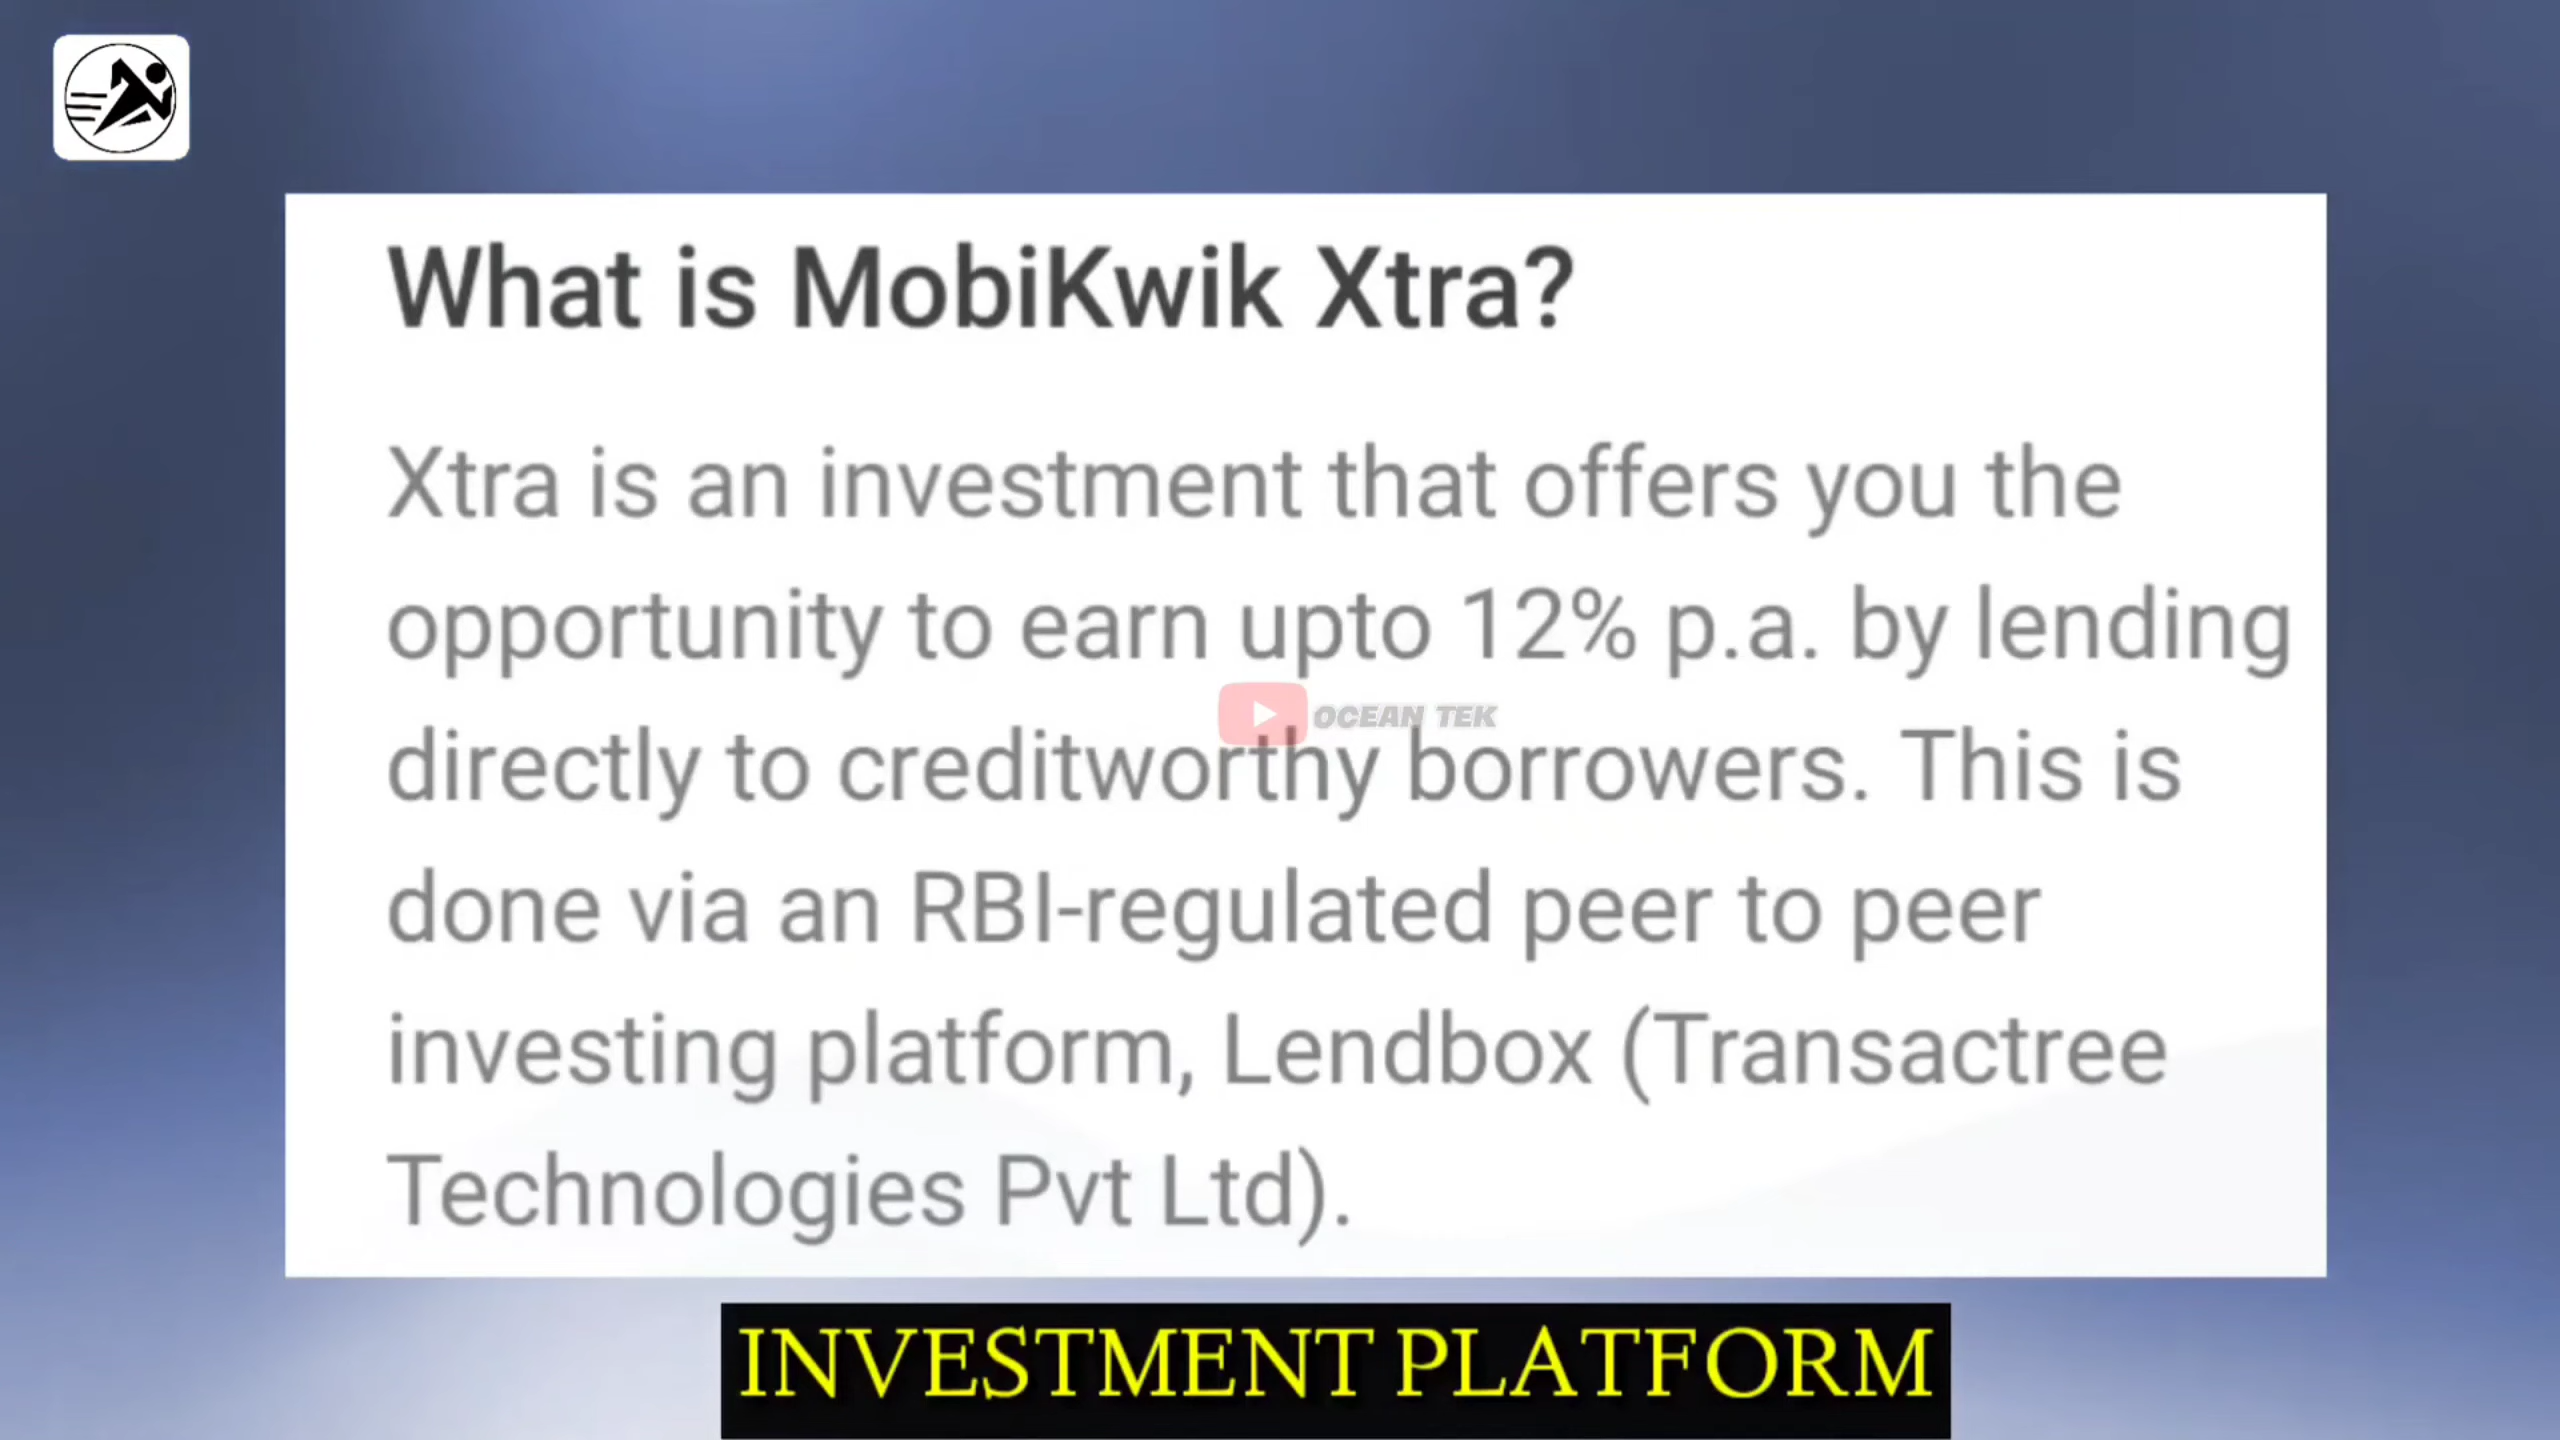 What is MobiKwik Xtra?
Xtra is an investment that offers you the
opportunity to earn upto 12% p.a. by lending
OCEAN TEK
directly to creditworthy borrowers. This is
done via an RBI-regulated peer to peer
investing platform, Lendbox (Transactree
Technologies Pvt Ltd).
INVESTMENT PLATFORM